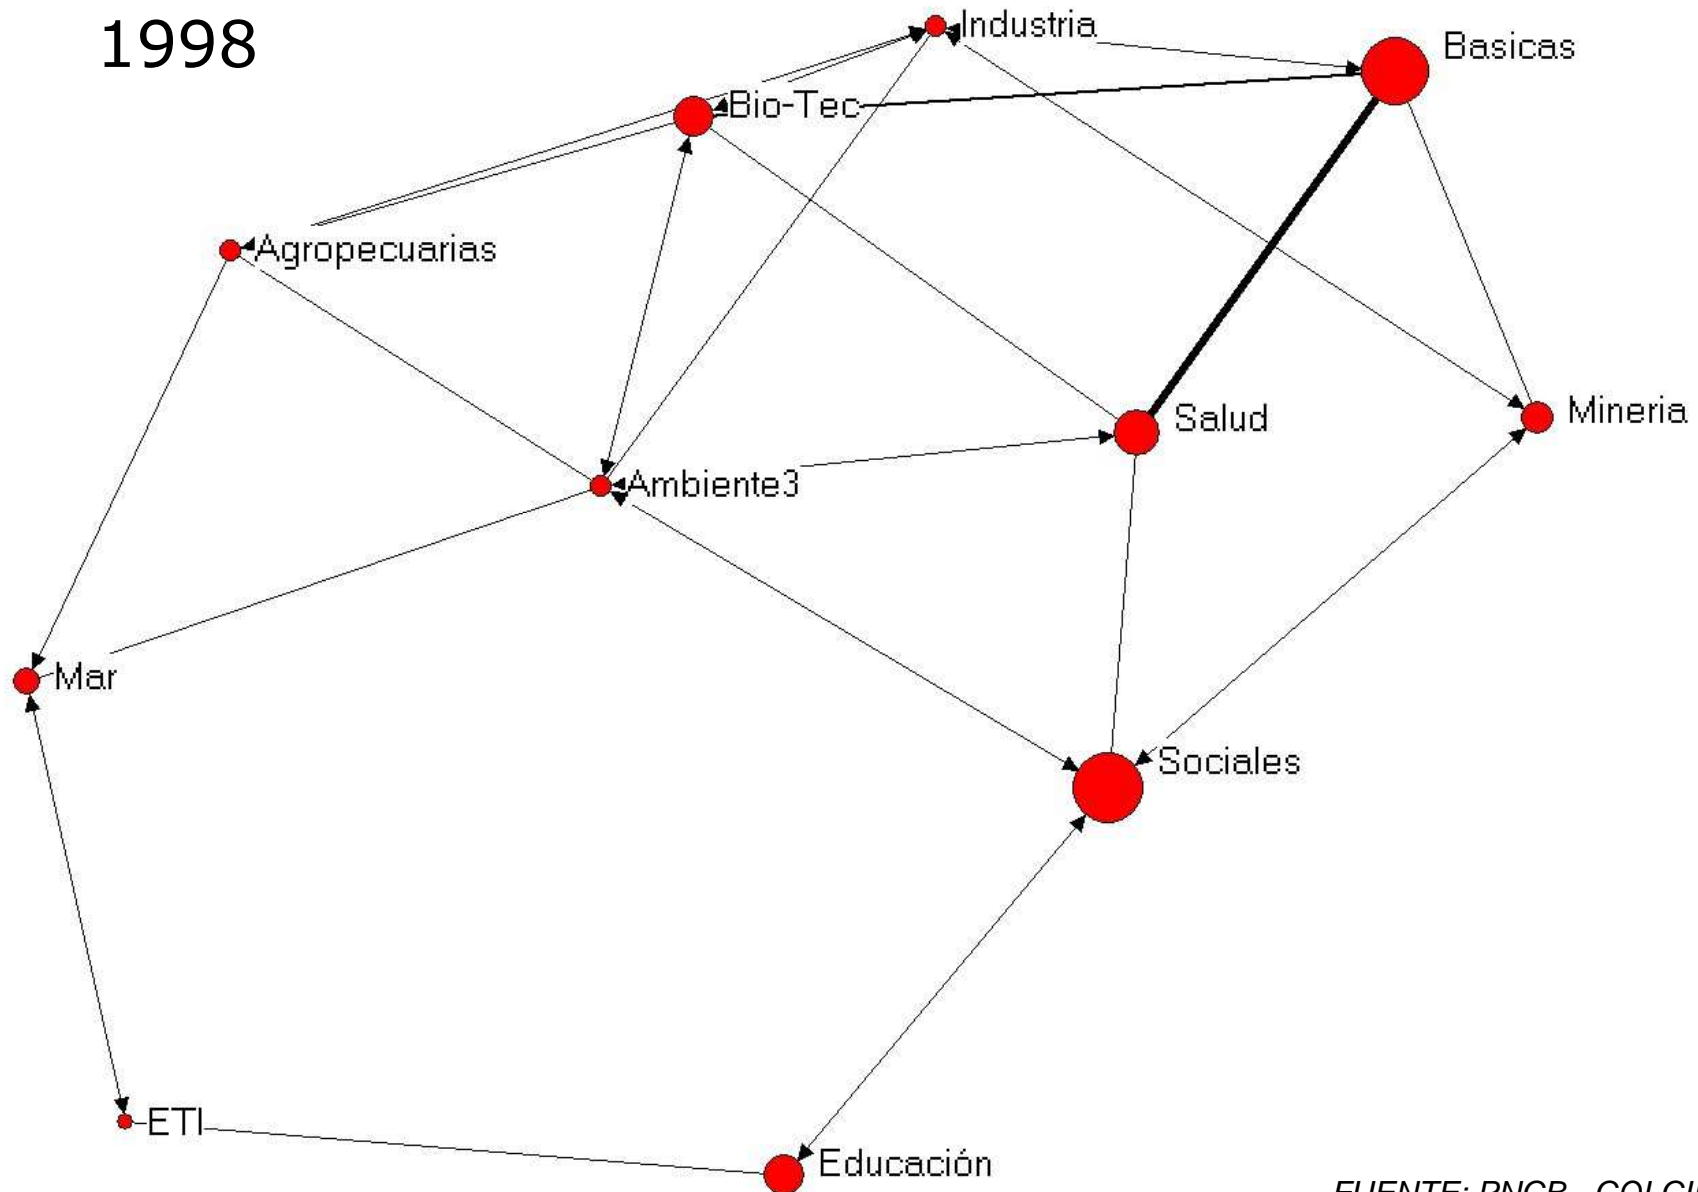 1998
Industria
Basicas
Bio-Tec
Agropecuarias
Mineria
Salud
Ambiente3
Mar
Sociales
ETI
Educación